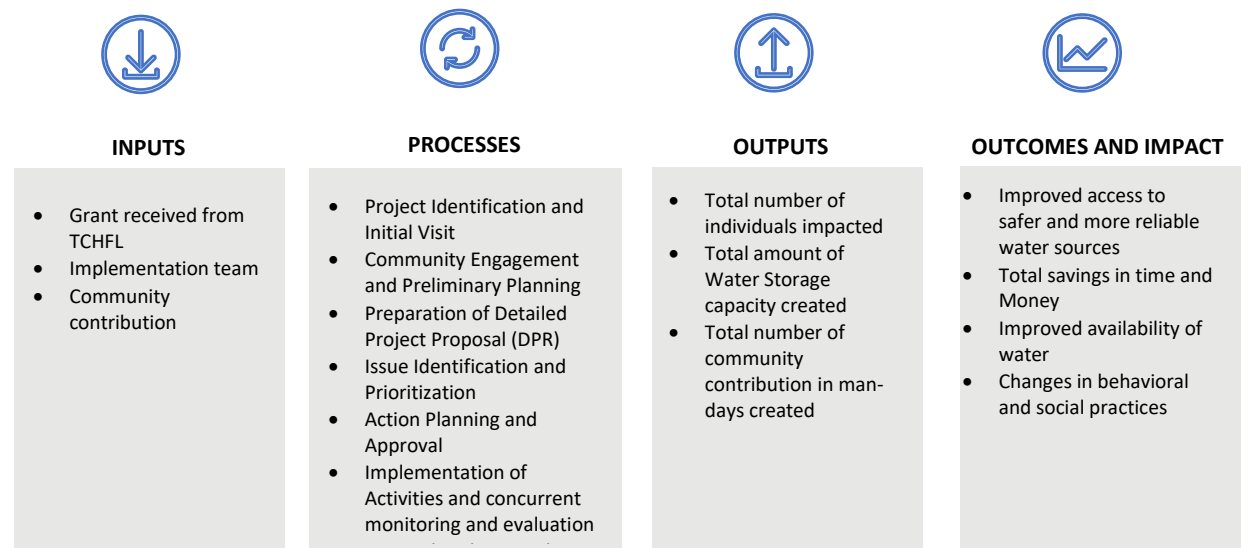 INPUTS
• Grant received from
TCHFL
• Implementation team
• Community
contribution
PROCESSES
• Project Identification and
Initial Visit
• Community Engagement
and Preliminary Planning
• Preparation of Detailed
Project Proposal (DPR)
• Issue Identification and
Prioritization
• Action Planning and
Approval
• Implementation of
Activities and concurrent
monitoring and evaluation
OUTPUTS
• Total number of
individuals impacted
• Total amount of
Water Storage
capacity created
• Total number of
community
contribution in man-
days created
OUTCOMES AND IMPACT
• Improved access to
safer and more reliable
water sources
• Total savings in time and
Money
• Improved availability of
water
• Changes in behavioral
and social practices